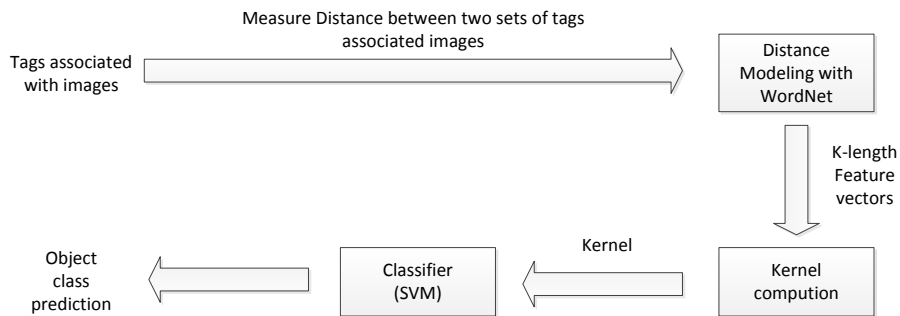 Measure Distance between two sets of tags
associated images
Tags associated
with images
Distance
Modeling with
WordNet
K-length
Feature
vectors
Kernel
compution
Kernel
Classifier
(SVM)
Object
class
prediction